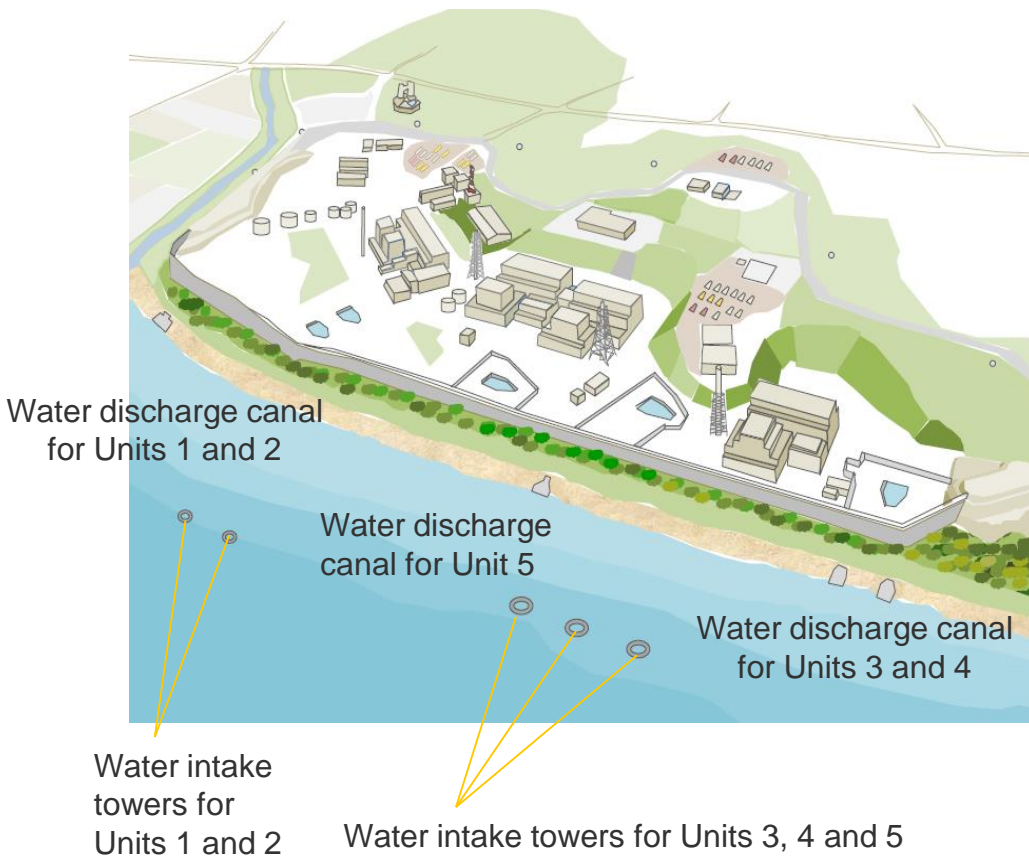 Water discharge canal
for Units 1 and 2
Water discharge
canal for Unit 5
Water discharge canal
for Units 3 and 4
Water intake
towers for
Units 1 and 2
Water intake towers for Units 3, 4 and 5